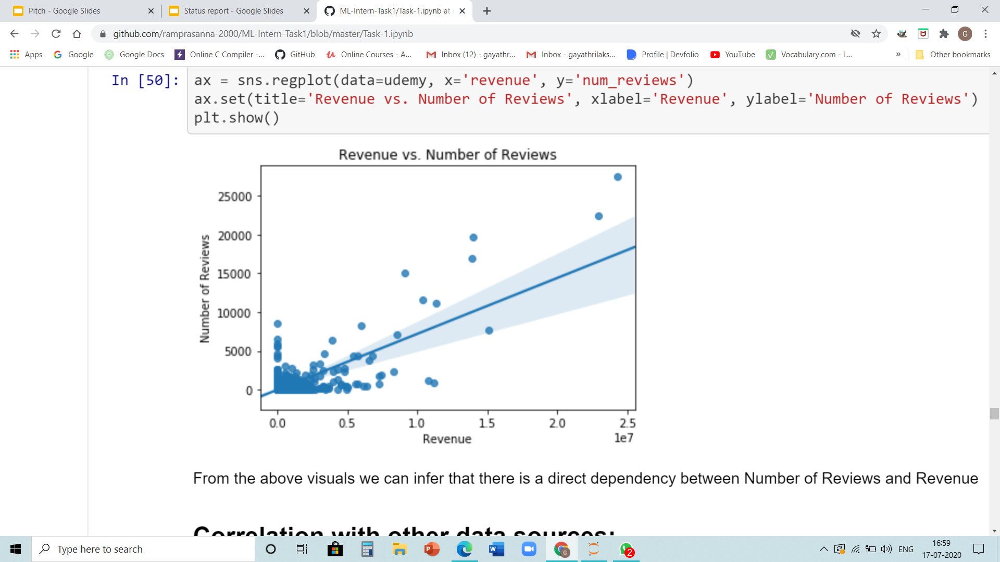 Pitch - Google Slides
Status report - Google Slides
ML-Intern-Task1/Task-1.ipynb at
github.com/ramprasanna-2000/ML-Intern-Task1/blob/master/Task-1.ipynb
G
Apps
Google
Google Docs
Online C Compiler -...
GitHub
Online Courses - A...
Inbox (12) - gayathr...
Inbox - gayathrilaks...
Profile | Devfolio
YouTube
Vocabulary.com - L...
»
Other bookmarks
In [50]:
ax = sns.regplot(data=udemy, x='revenue', y='num_reviews')
ax.set(title='Revenue vs. Number of Reviews', xlabel='Revenue', ylabel='Number of Reviews')
plt.show()
Revenue vs. Number of Reviews
25000
20000
15000
10000
5000
0
Number of Reviews
0.0 0.5 1.0 1.5 2.0 2.5
1e7
Revenue
From the above visuals we can infer that there is a direct dependency between Number of Reviews and Revenue
Correlation with other data sources:
Type here to search
2
ENG
16:59
17-07-2020